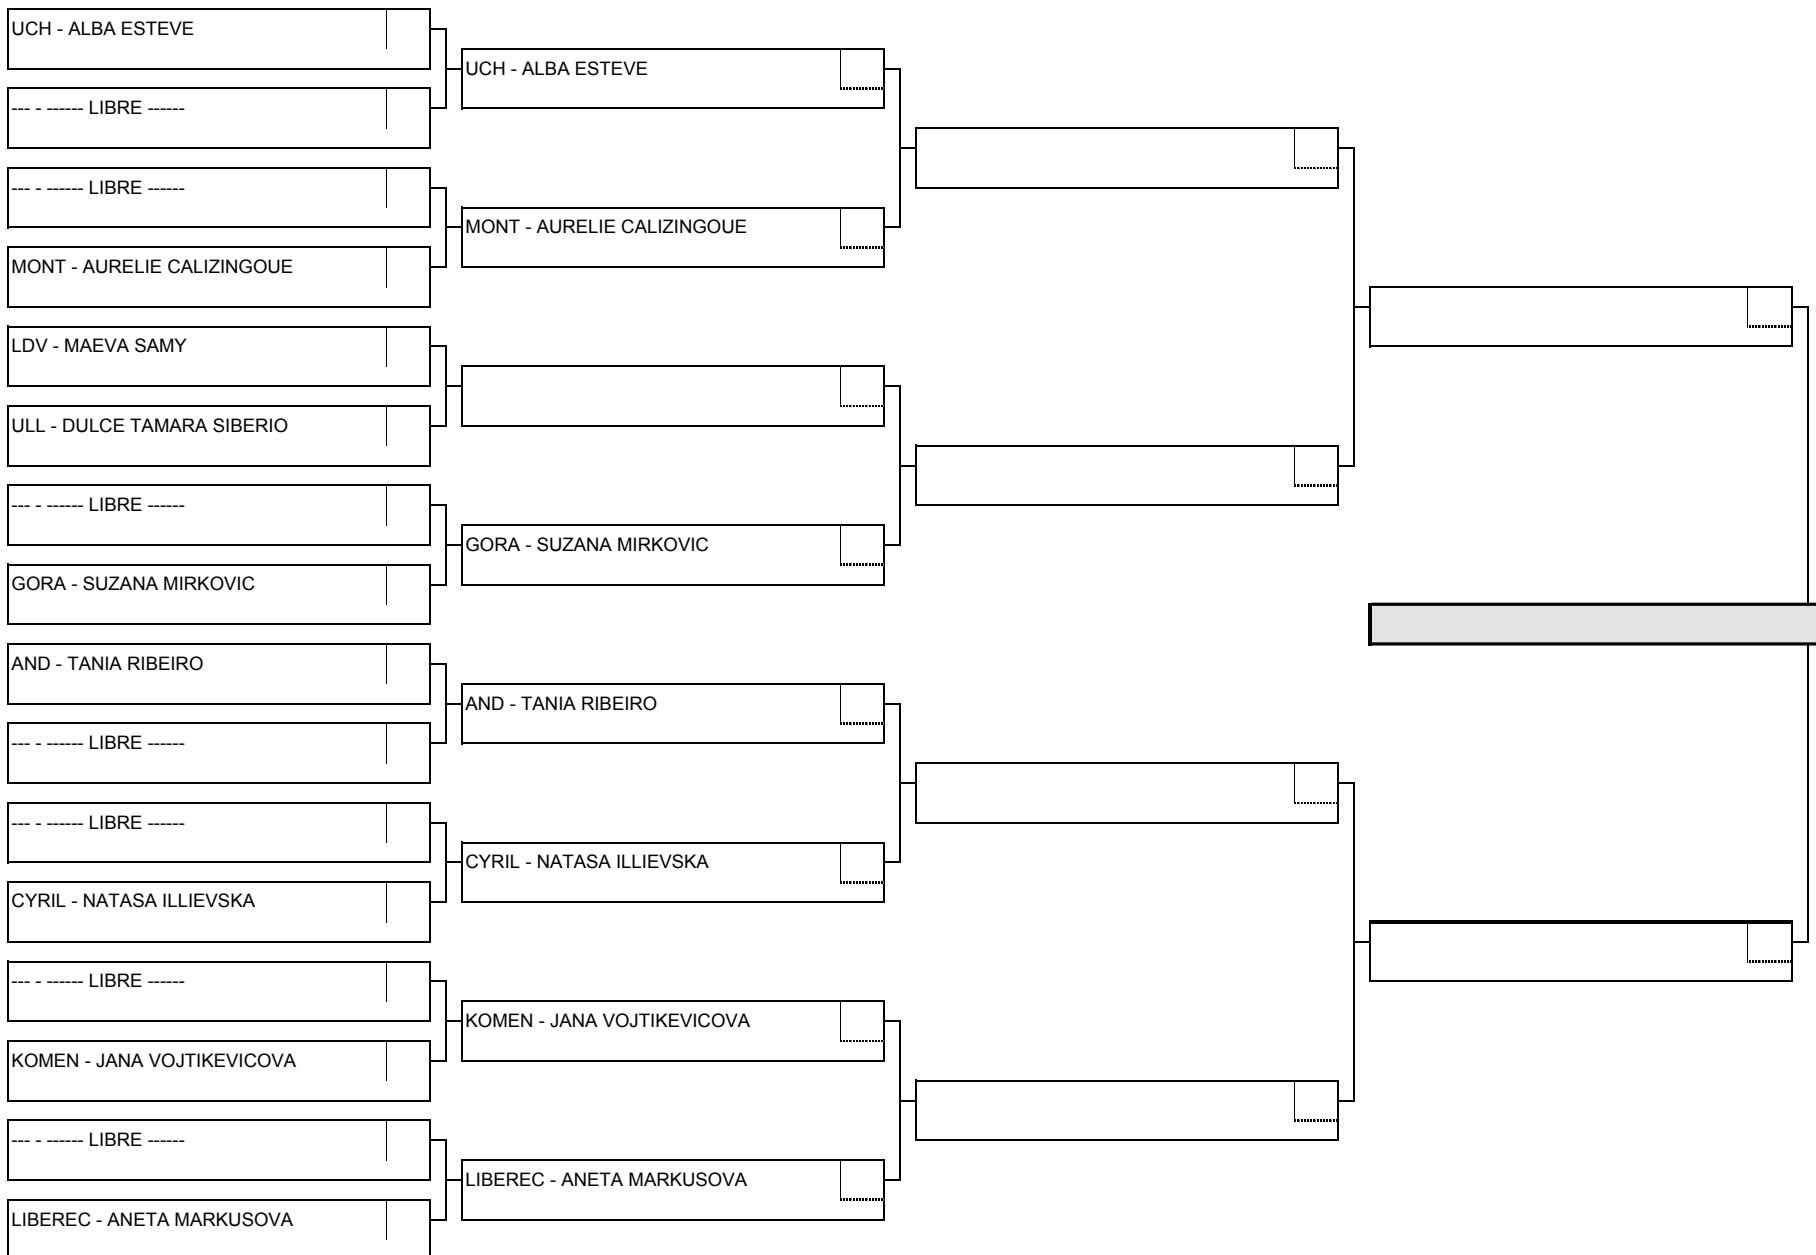 UCH - ALBA ESTEVE
--- - ------ LIBRE ------
--- - ------ LIBRE ------
MONT - AURELIE CALIZINGOUE
LDV - MAEVA SAMY
ULL - DULCE TAMARA SIBERIO
--- - ------ LIBRE ------
GORA - SUZANA MIRKOVIC
AND - TANIA RIBEIRO
--- - ------ LIBRE ------
--- - ------ LIBRE ------
CYRIL - NATASA ILLIEVSKA
--- - ------ LIBRE ------
KOMEN - JANA VOJTIKEVICOVA
--- - ------ LIBRE ------
LIBEREC - ANETA MARKUSOVA
UCH - ALBA ESTEVE
MONT - AURELIE CALIZINGOUE
GORA - SUZANA MIRKOVIC
AND - TANIA RIBEIRO
CYRIL - NATASA ILLIEVSKA
KOMEN - JANA VOJTIKEVICOVA
LIBEREC - ANETA MARKUSOVA